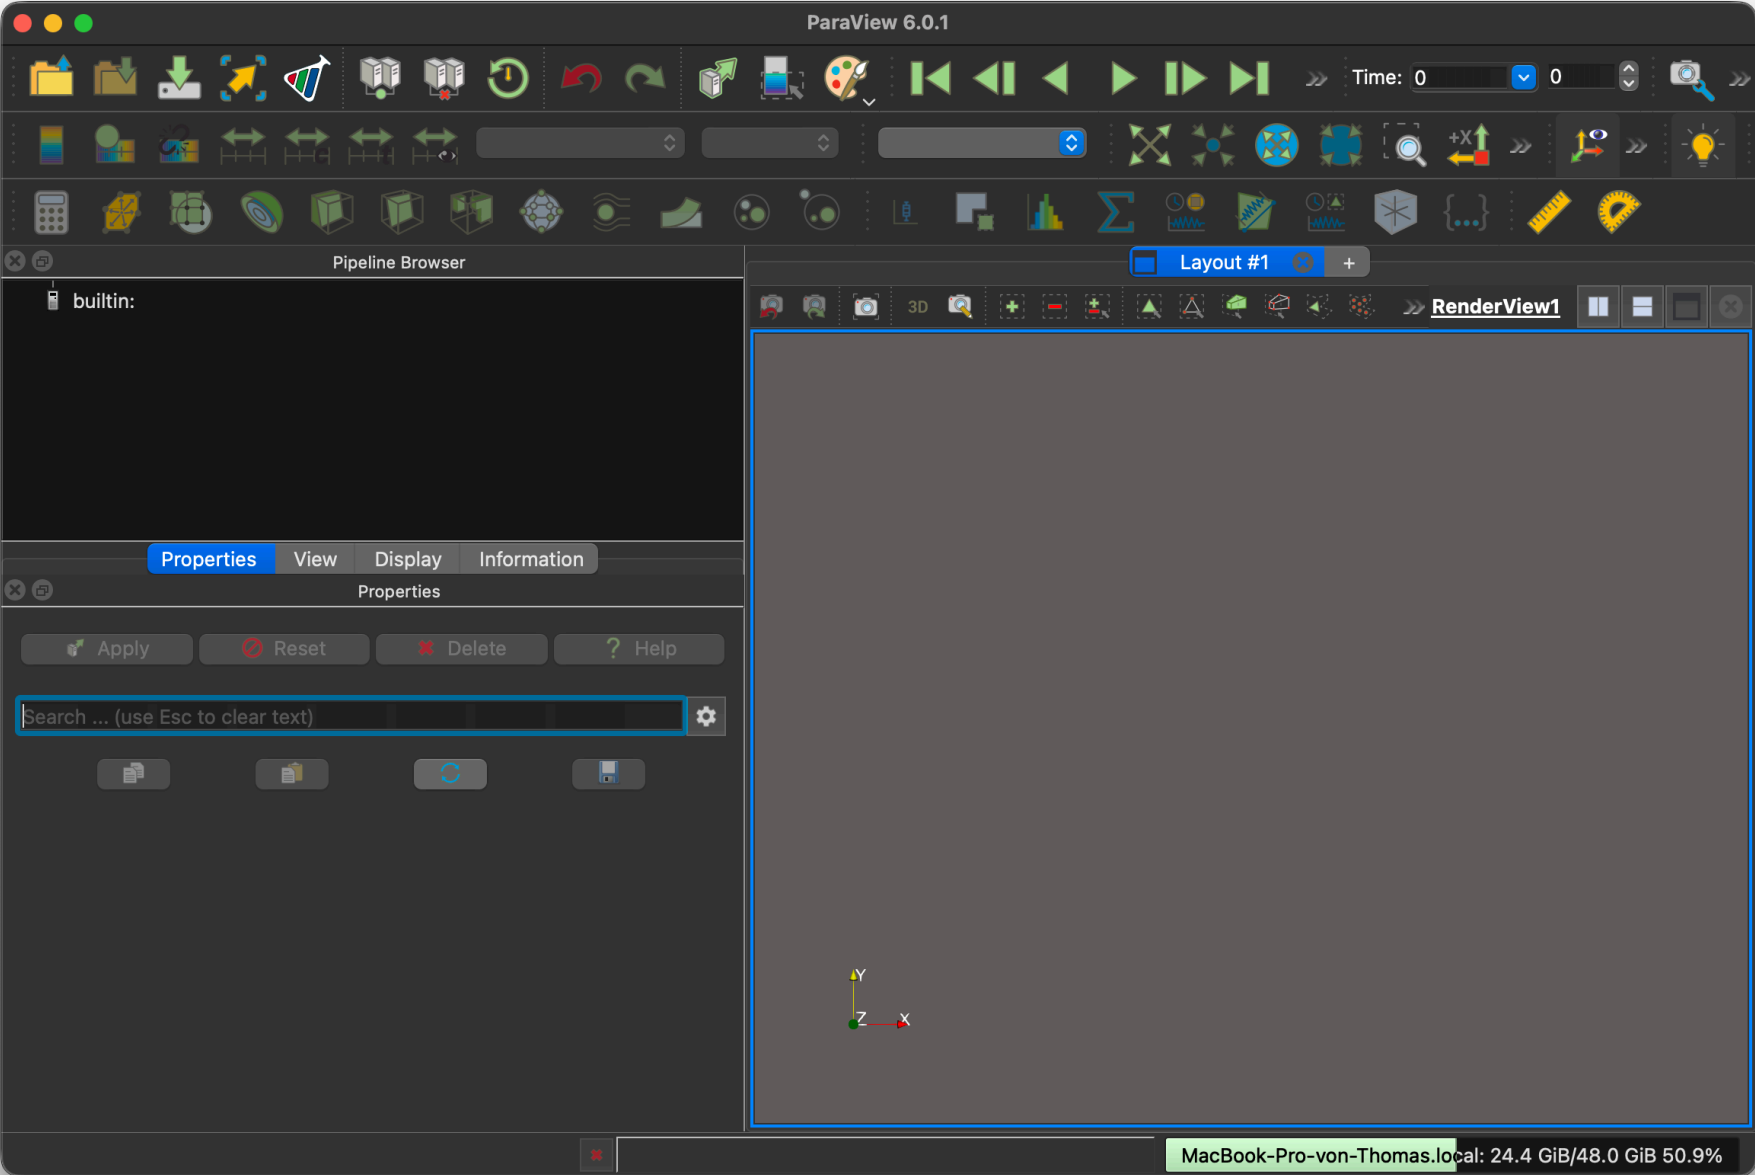 ParaView 6.0.1
Time: 0 0
+X
Pipeline Browser
builtin:
Layout #1 +
3D RenderView1
Properties View Display Information
Properties
Apply Reset Delete ? Help
Search ... (use Esc to clear text)
Y
Z X
MacBook-Pro-von-Thomas.local: 24.4 GiB/48.0 GiB 50.9%